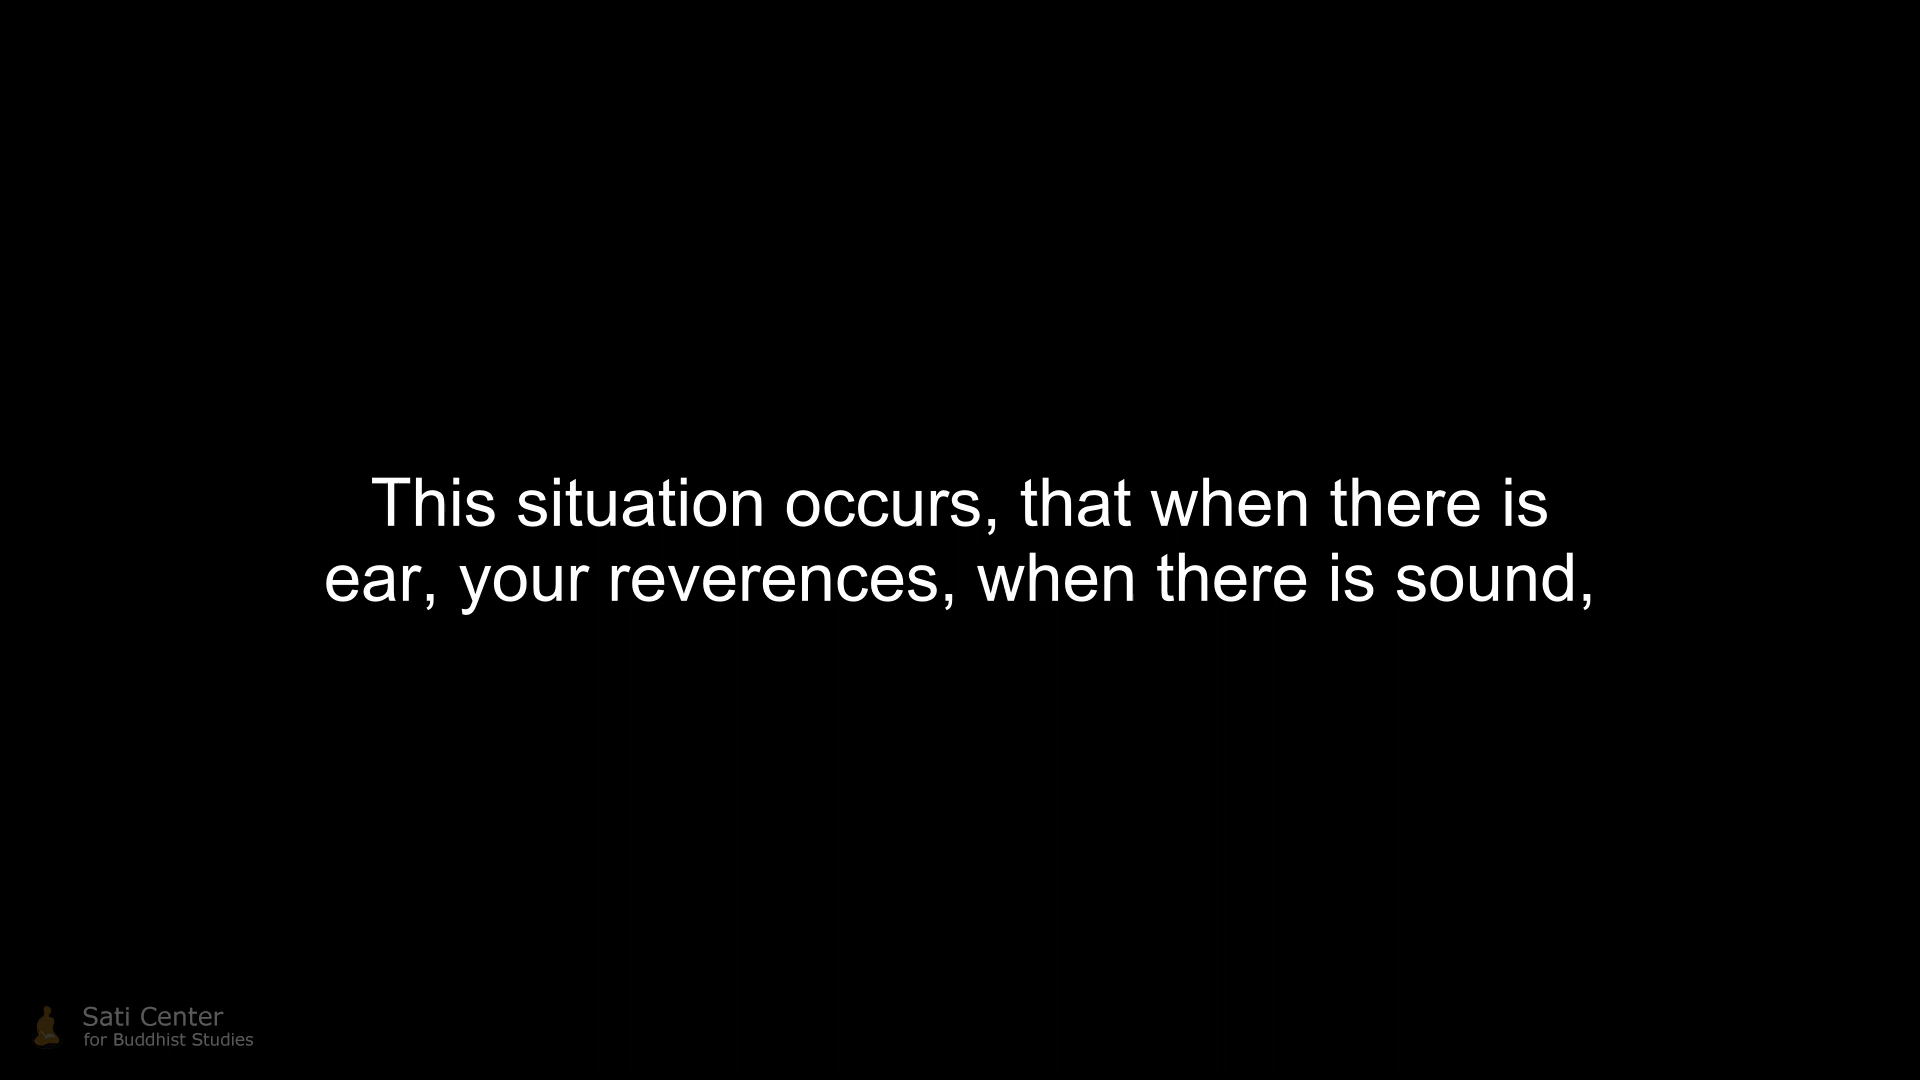 This situation occurs, that when there is
ear, your reverences, when there is sound,
Sati Center
for Buddhist Studies